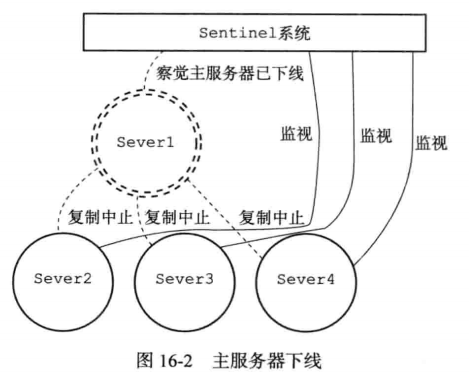 Sentinel系统
察觉主服务器已下线
Sever1
监视
监视
监视
复制中止
复制中止
复制中止
Sever2
Sever3
Sever4
图 16-2 主服务器下线